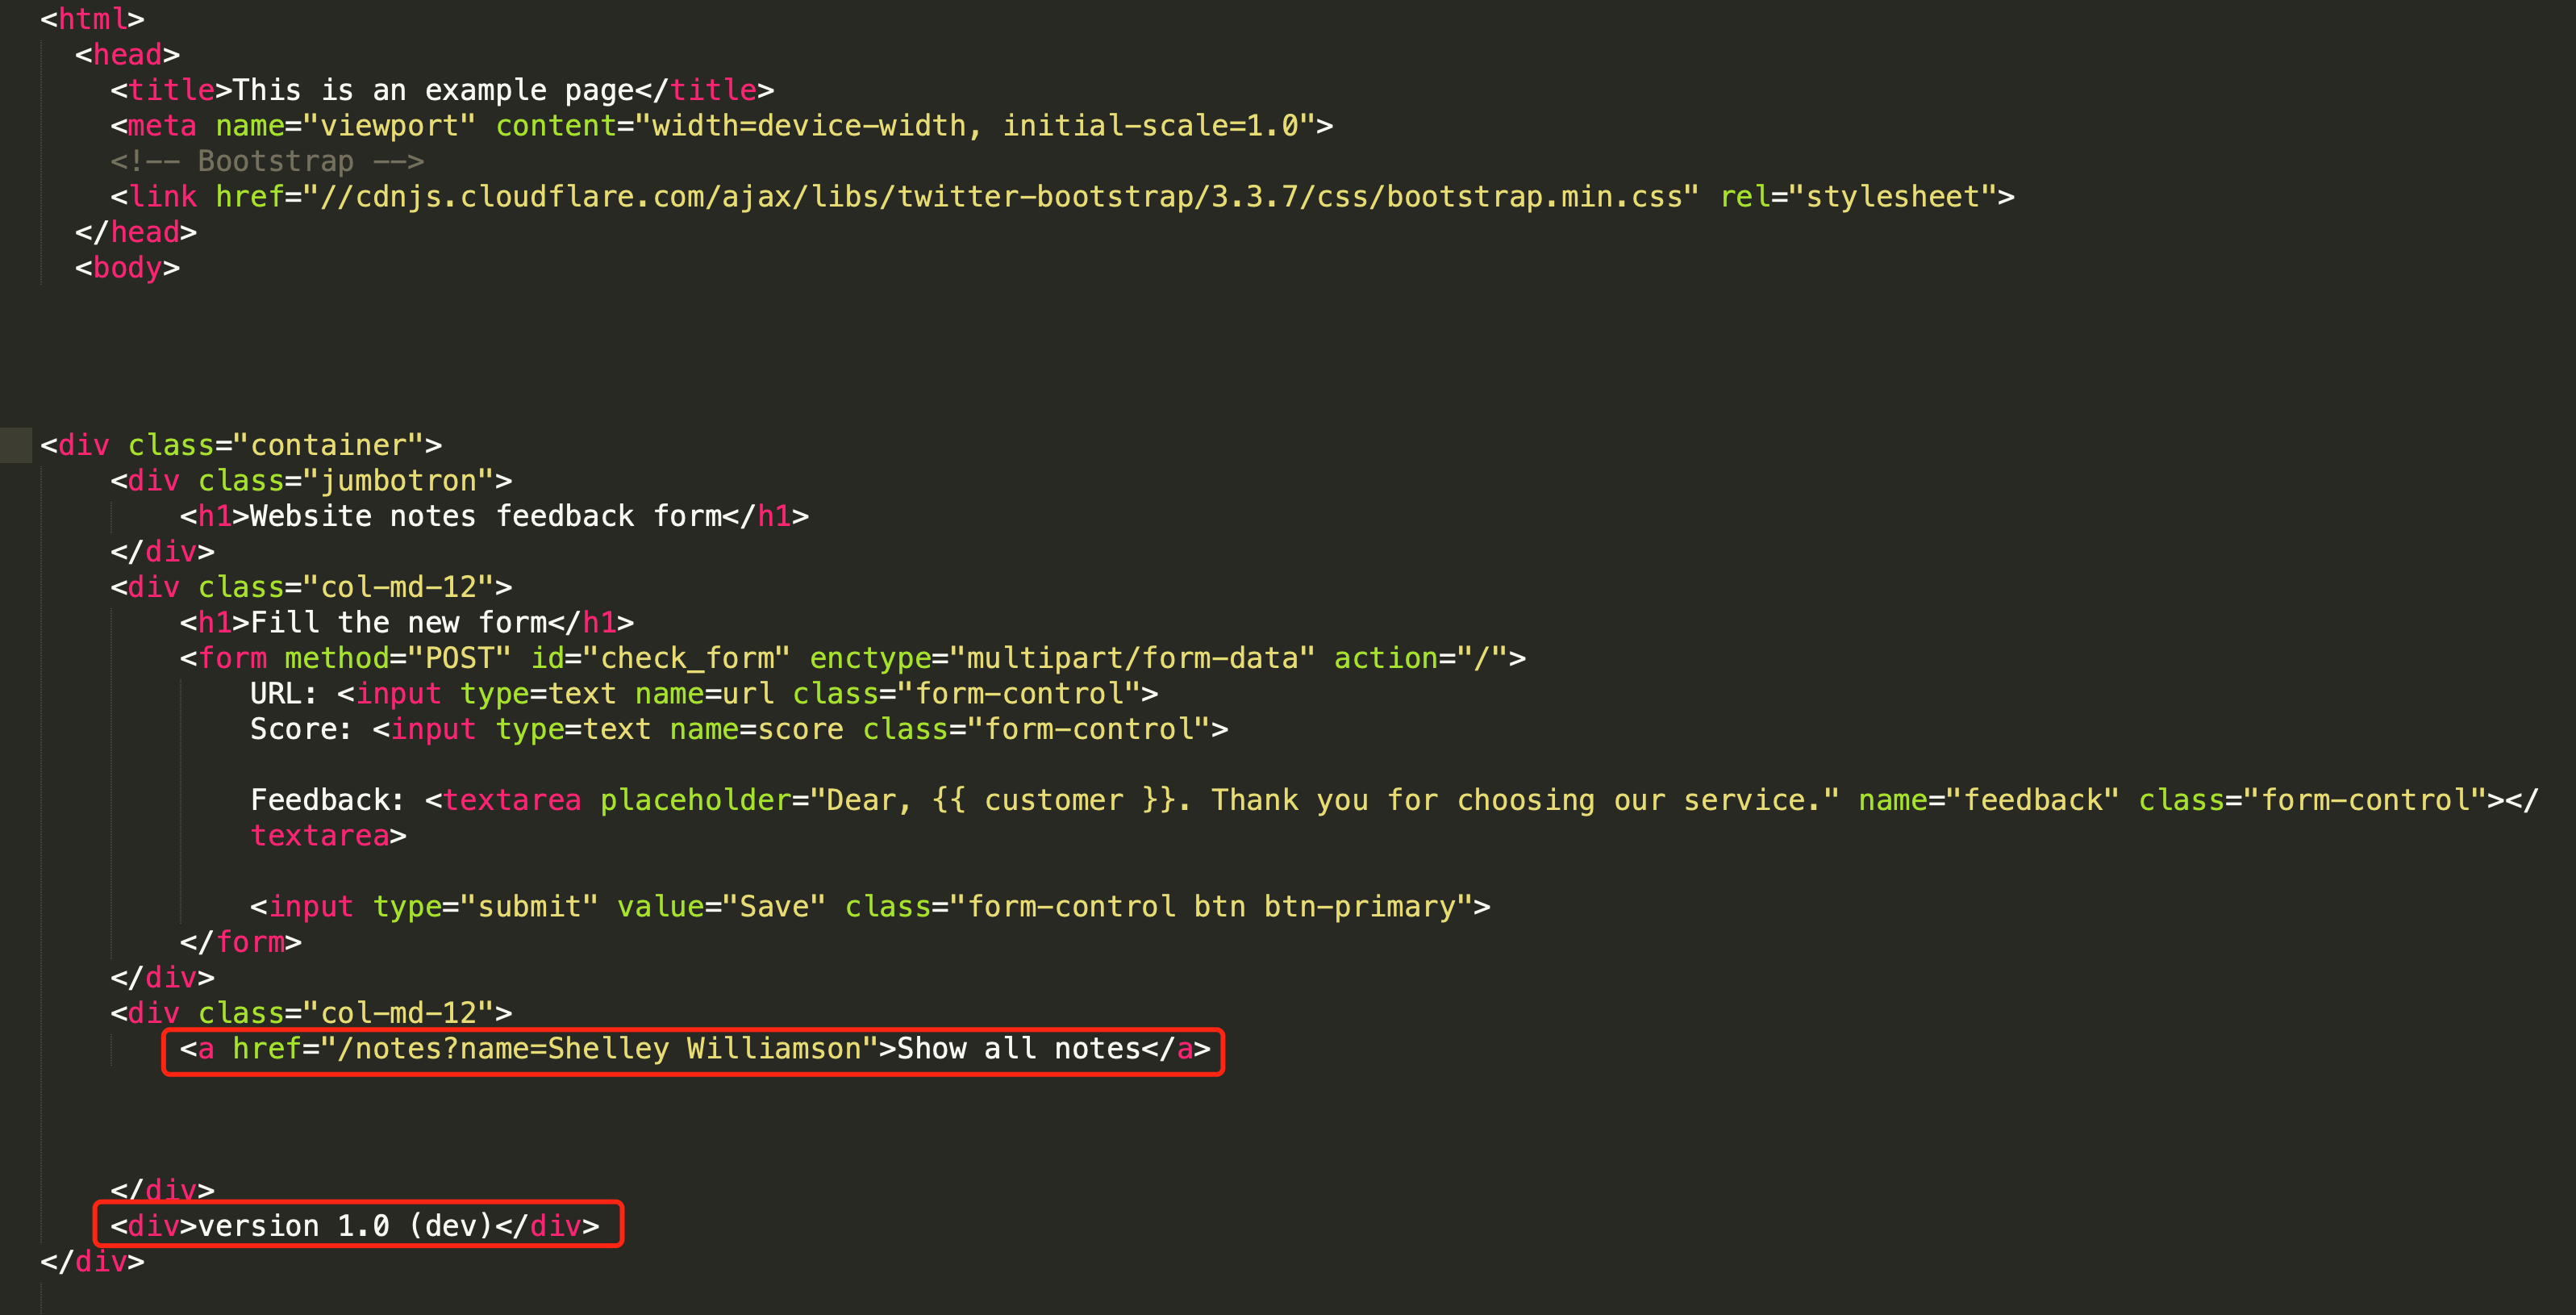 <html>
<head>
<title>This is an example page</title>
<meta name="viewport" content="width=device-width, initial-scale=1.0">
<!-- Bootstrap -->
<link href="//cdnjs.cloudflare.com/ajax/libs/twitter-bootstrap/3.3.7/css/bootstrap.min.css" rel="stylesheet">
</head>
<body>
<div class="container">
<div class="jumbotron">
<h1>Website notes feedback form</h1>
</div>
<div class="col-md-12">
<h1>Fill the new form</h1>
<form method="POST" id="check_form" enctype="multipart/form-data" action="/">
URL: <input type=text name=url class="form-control">
Score: <input type=text name=score class="form-control">
Feedback: <textarea placeholder="Dear, {{ customer }}. Thank you for choosing our service." name="feedback" class="form-control"></
textarea>
<input type="submit" value="Save" class="form-control btn btn-primary">
</form>
</div>
<div class="col-md-12">
<a href="/notes?name=Shelley Williamson">Show all notes</a>
</div>
<div>version 1.0 (dev)</div>
</div>